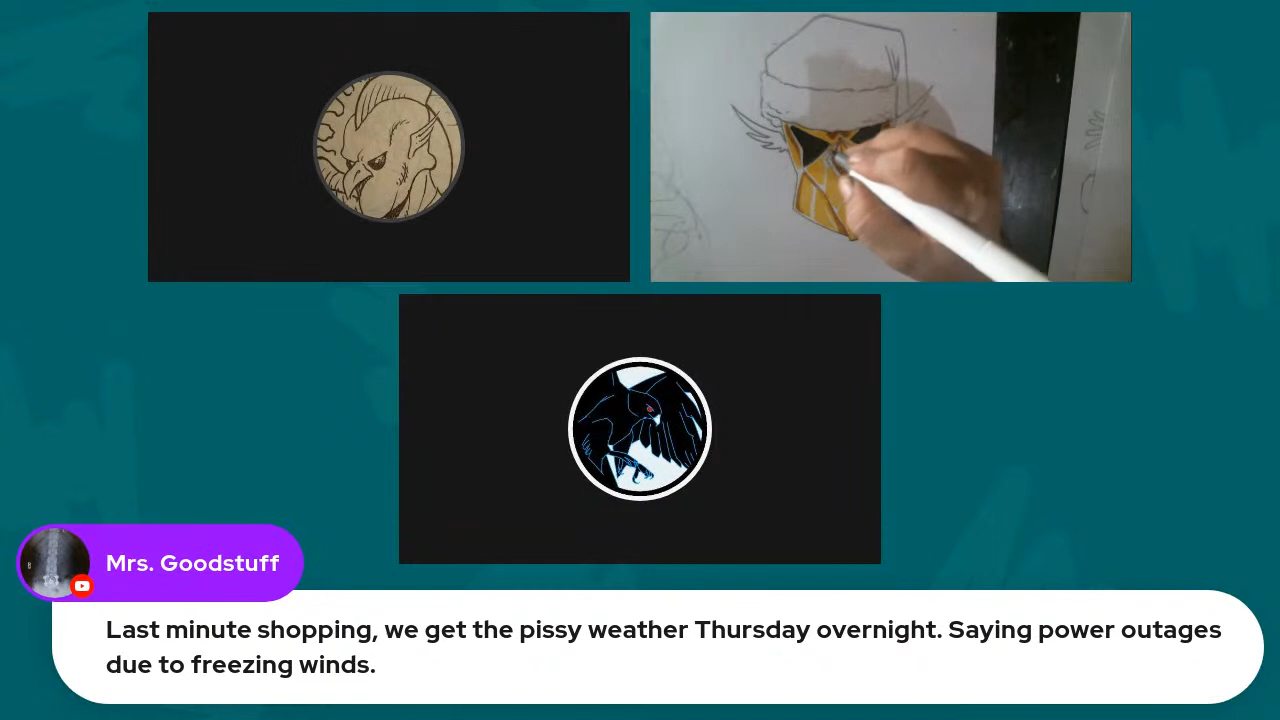 Mrs. Goodstuff
Last minute shopping, we get the pissy weather Thursday overnight. Saying power outages
due to freezing winds.